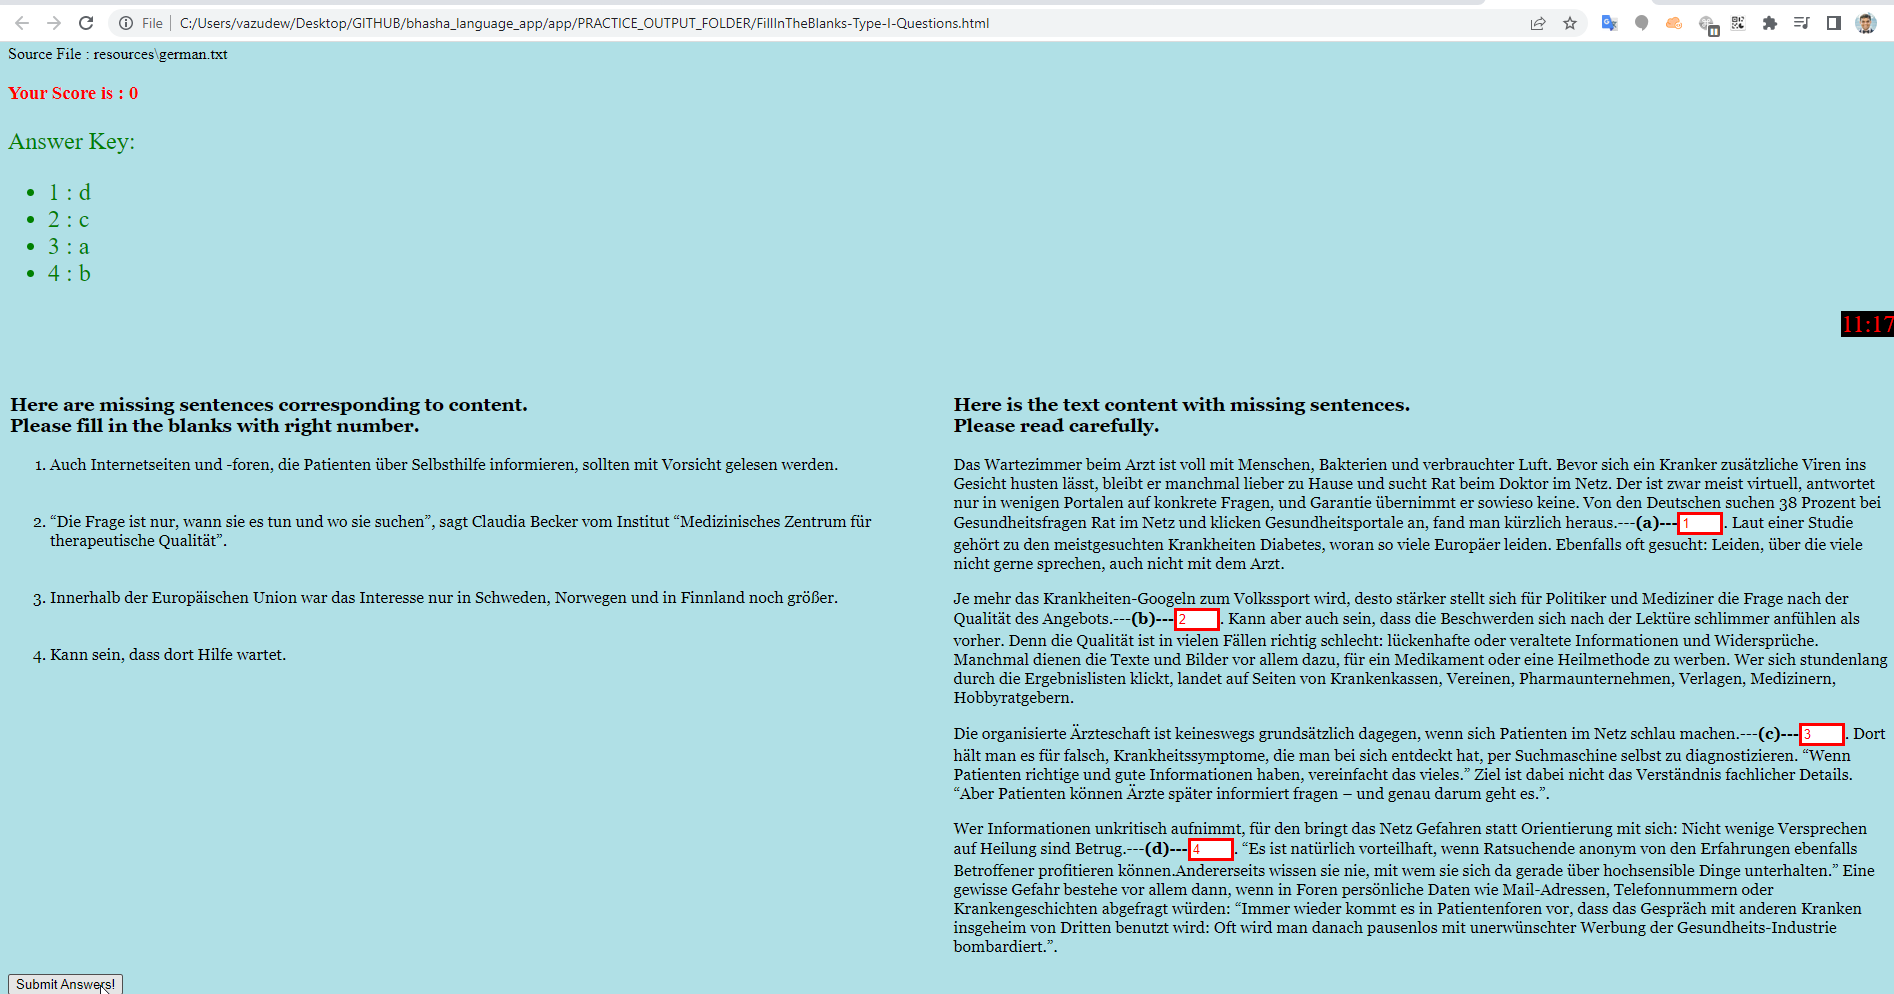 File
C:/Users/vazudew/Desktop/GITHUB/bhasha_language_app/app/PRACTICE_OUTPUT_FOLDER/FillInTheBlanks-Type-I-Questions.html
Source File : resources\german.txt
Your Score is : 0
Answer Key:
• 1 : d
• 2 : c
• 3 : a
• 4 : b
11:17
Here are missing sentences corresponding to content.
Please fill in the blanks with right number.
1. Auch Internetseiten und -foren, die Patienten über Selbsthilfe informieren, sollten mit Vorsicht gelesen werden.
2. “Die Frage ist nur, wann sie es tun und wo sie suchen”, sagt Claudia Becker vom Institut “Medizinisches Zentrum für
therapeutische Qualität”.
3. Innerhalb der Europäischen Union war das Interesse nur in Schweden, Norwegen und in Finnland noch größer.
4. Kann sein, dass dort Hilfe wartet.
Here is the text content with missing sentences.
Please read carefully.
Das Wartezimmer beim Arzt ist voll mit Menschen, Bakterien und verbrauchter Luft. Bevor sich ein Kranker zusätzliche Viren ins
Gesicht husten lässt, bleibt er manchmal lieber zu Hause und sucht Rat beim Doktor im Netz. Der ist zwar meist virtuell, antwortet
nur in wenigen Portalen auf konkrete Fragen, und Garantie übernimmt er sowieso keine. Von den Deutschen suchen 38 Prozent bei
Gesundheitsfragen Rat im Netz und klicken Gesundheitsportale an, fand man kürzlich heraus.---(a)---1. Laut einer Studie
gehört zu den meistgesuchten Krankheiten Diabetes, woran so viele Europäer leiden. Ebenfalls oft gesucht: Leiden, über die viele
nicht gerne sprechen, auch nicht mit dem Arzt.
Je mehr das Krankheiten-Googeln zum Volkssport wird, desto stärker stellt sich für Politiker und Mediziner die Frage nach der
Qualität des Angebots.---(b)---2. Kann aber auch sein, dass die Beschwerden sich nach der Lektüre schlimmer anfühlen als
vorher. Denn die Qualität ist in vielen Fällen richtig schlecht: lückenhafte oder veraltete Informationen und Widersprüche.
Manchmal dienen die Texte und Bilder vor allem dazu, für ein Medikament oder eine Heilmethode zu werben. Wer sich stundenlang
durch die Ergebnislisten klickt, landet auf Seiten von Krankenkassen, Vereinen, Pharmaunternehmen, Verlagen, Medizinern,
Hobbyratgebern.
Die organisierte Ärzteschaft ist keineswegs grundsätzlich dagegen, wenn sich Patienten im Netz schlau machen.---(c)---3. Dort
hält man es für falsch, Krankheitssymptome, die man bei sich entdeckt hat, per Suchmaschine selbst zu diagnostizieren. “Wenn
Patienten richtige und gute Informationen haben, vereinfacht das vieles.” Ziel ist dabei nicht das Verständnis fachlicher Details.
“Aber Patienten können Ärzte später informiert fragen – und genau darum geht es.”.
Wer Informationen unkritisch aufnimmt, für den bringt das Netz Gefahren statt Orientierung mit sich: Nicht wenige Versprechen
auf Heilung sind Betrug.---(d)---4. “Es ist natürlich vorteilhaft, wenn Ratsuchende anonym von den Erfahrungen ebenfalls
Betroffener profitieren können.Andererseits wissen sie nie, mit wem sie sich da gerade über hochsensible Dinge unterhalten.” Eine
gewisse Gefahr bestehe vor allem dann, wenn in Foren persönliche Daten wie Mail-Adressen, Telefonnummern oder
Krankengeschichten abgefragt würden: “Immer wieder kommt es in Patientenforen vor, dass das Gespräch mit anderen Kranken
insgeheim von Dritten benutzt wird: Oft wird man danach pausenlos mit unerwünschter Werbung der Gesundheits-Industrie
bombardiert.”.
Submit Answers!